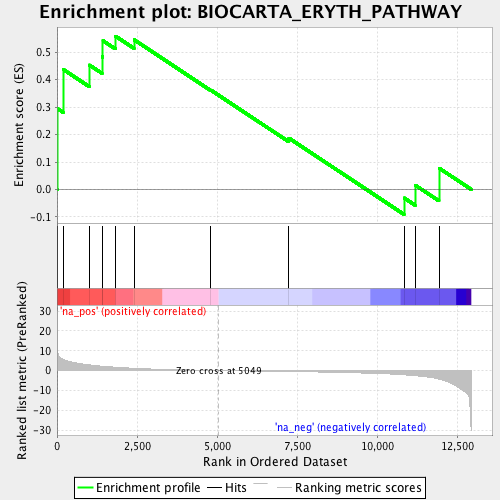 Enrichment plot: BIOCARTA_ERYTH_PATHWAY
Enrichment score (ES)
0.5
0.4
0.3
0.2
0.1
0.0
-0.1
'na_pos' (positively correlated)
Ranked list metric (PreRanked)
30
20
10
0
-10
-20
-30
Zero cross at 5049
'na_neg' (negatively correlated)
0 2,500 5,000 7,500 10,000 12,500
Rank in Ordered Dataset
Enrichment profile Hits Ranking metric scores